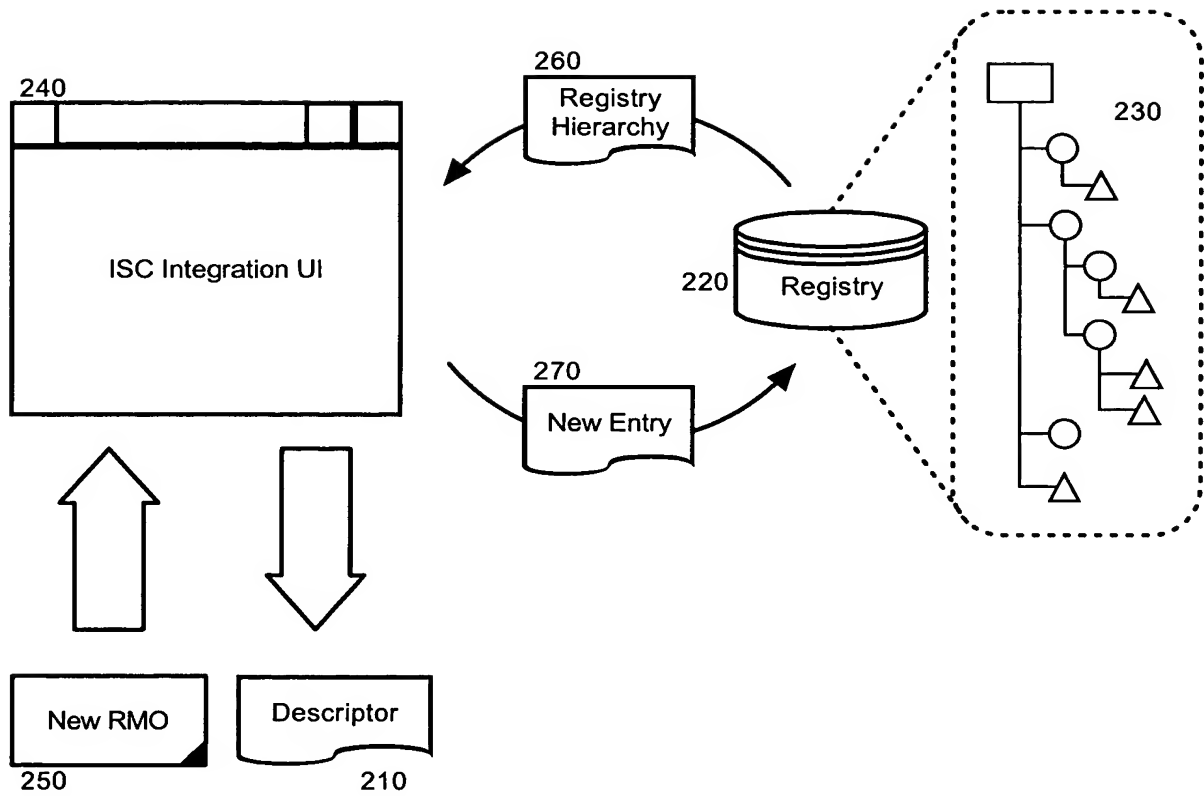 260
240
Registry
Hierarchy
230
ISC Integration UI
220
Registry
270
New Entry
New RMO
Descriptor
250
210